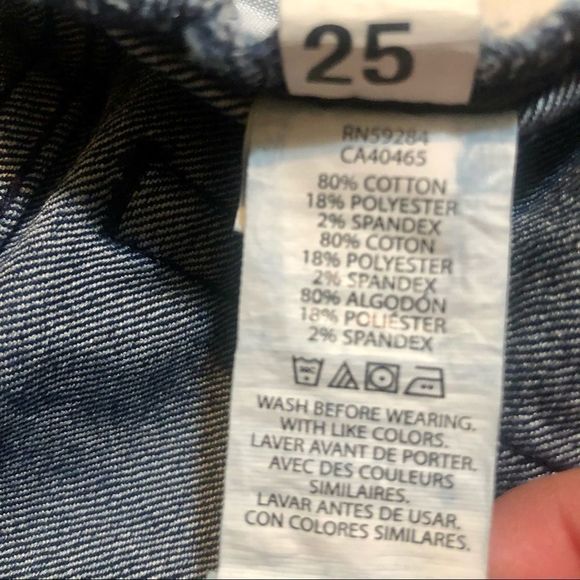 25
RN59284
CA40465
80% COTTON
18% POLYESTER
2% SPANDEX
80% COTON
18% POLYESTER
2% SPANDEX
80% ALGODÓN
18% POLIÉSTER
2% SPANDEX
WASH BEFORE WEARING.
WITH LIKE COLORS.
LAVER AVANT DE PORTER.
AVEC DES COULEURS
SIMILAIRES.
LAVAR ANTES DE USAR.
CON COLORES SIMILARES.